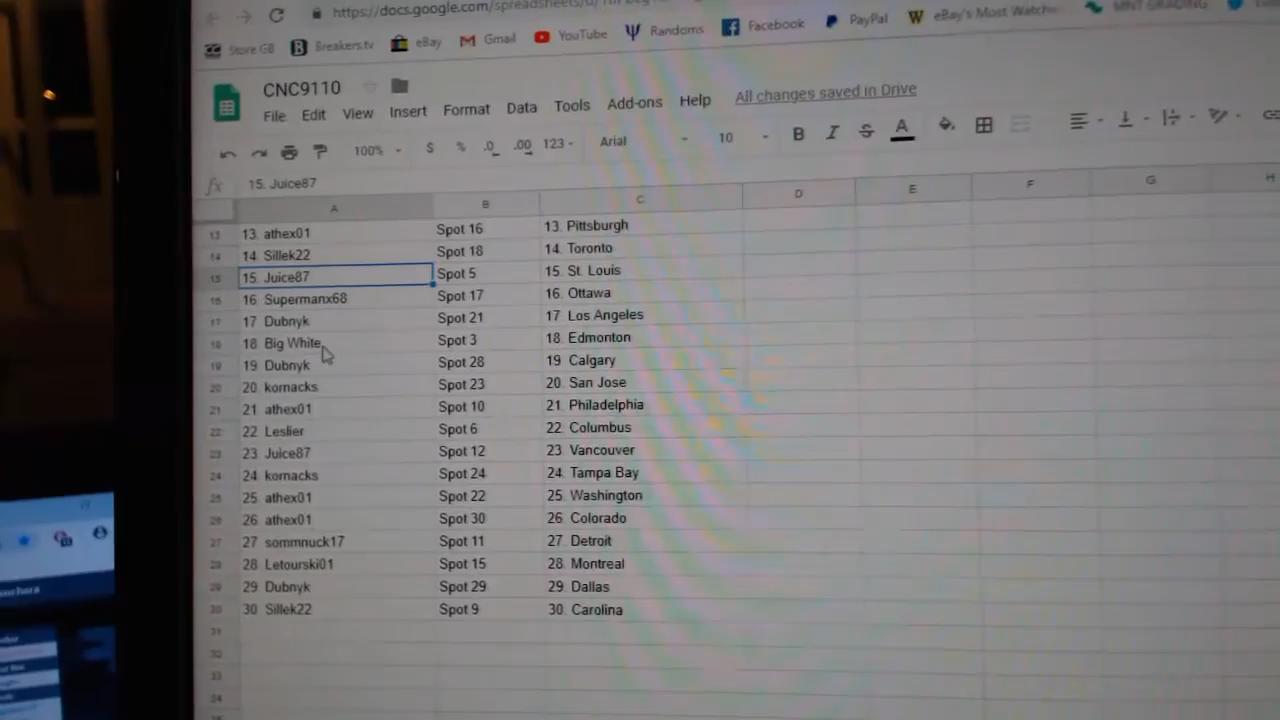 https://docs.google.com/spreadsheets/d/
Store GB Breakers.tv eBay Gmail YouTube Randoms Facebook PayPal eBay's Most Watche MINT GRADING
CNC9110
File Edit View Insert Format Data Tools Add-ons Help All changes saved in Drive
100% $ % .0 .00 123 Arial 10 B I S A
fx 15. Juice87
A B C D E F G H
13 13. athex01 Spot 16 13. Pittsburgh
14 14. Sillek22 Spot 18 14. Toronto
15 15. Juice87 Spot 5 15. St. Louis
16 16. Supermanx68 Spot 17 16. Ottawa
17 17. Dubnyk Spot 21 17. Los Angeles
18 18. Big White Spot 3 18. Edmonton
19 19. Dubnyk Spot 28 19. Calgary
20 20. kornacks Spot 23 20. San Jose
21 21. athex01 Spot 10 21. Philadelphia
22 22. Leslier Spot 6 22. Columbus
23 23. Juice87 Spot 12 23. Vancouver
24 24. kornacks Spot 24 24. Tampa Bay
25 25. athex01 Spot 22 25. Washington
26 26. athex01 Spot 30 26. Colorado
27 27. sommnuck17 Spot 11 27. Detroit
28 28. Letourski01 Spot 15 28. Montreal
29 29. Dubnyk Spot 29 29. Dallas
30 30. Sillek22 Spot 9 30. Carolina
31
32
33
34